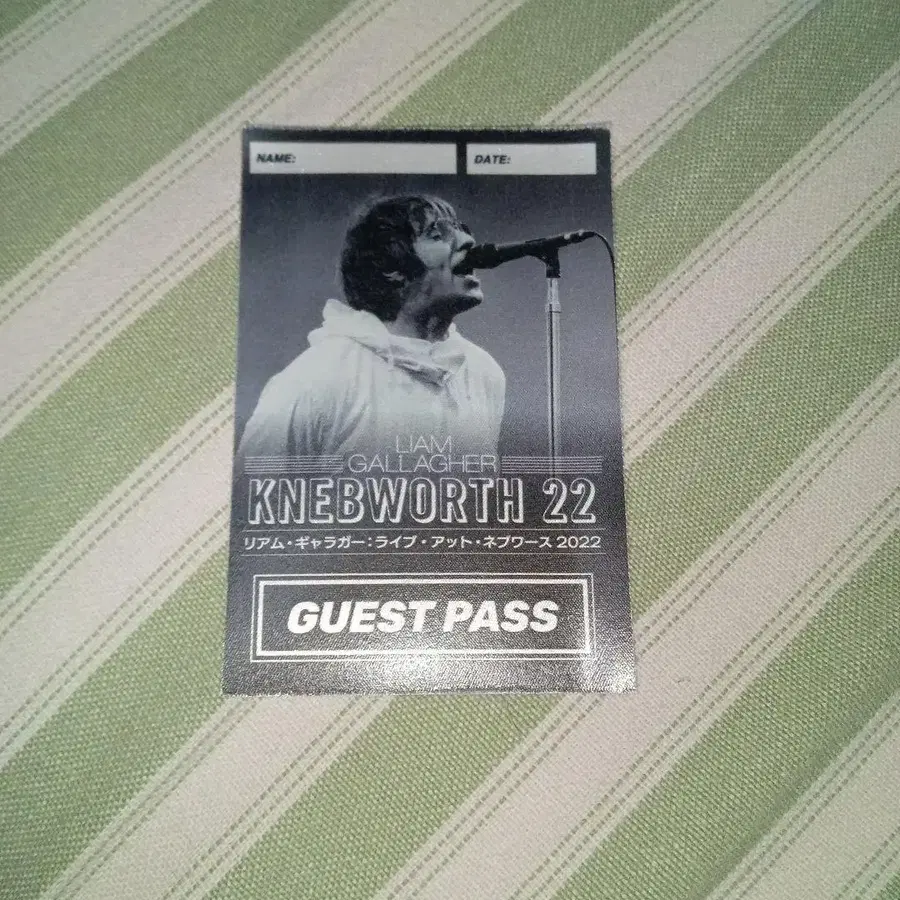 NAME: DATE:
LIAM
GALLAGHER
KNEBWORTH 22
リアム・ギャラガー:ライブ・アット・ネブワース 2022
GUEST PASS